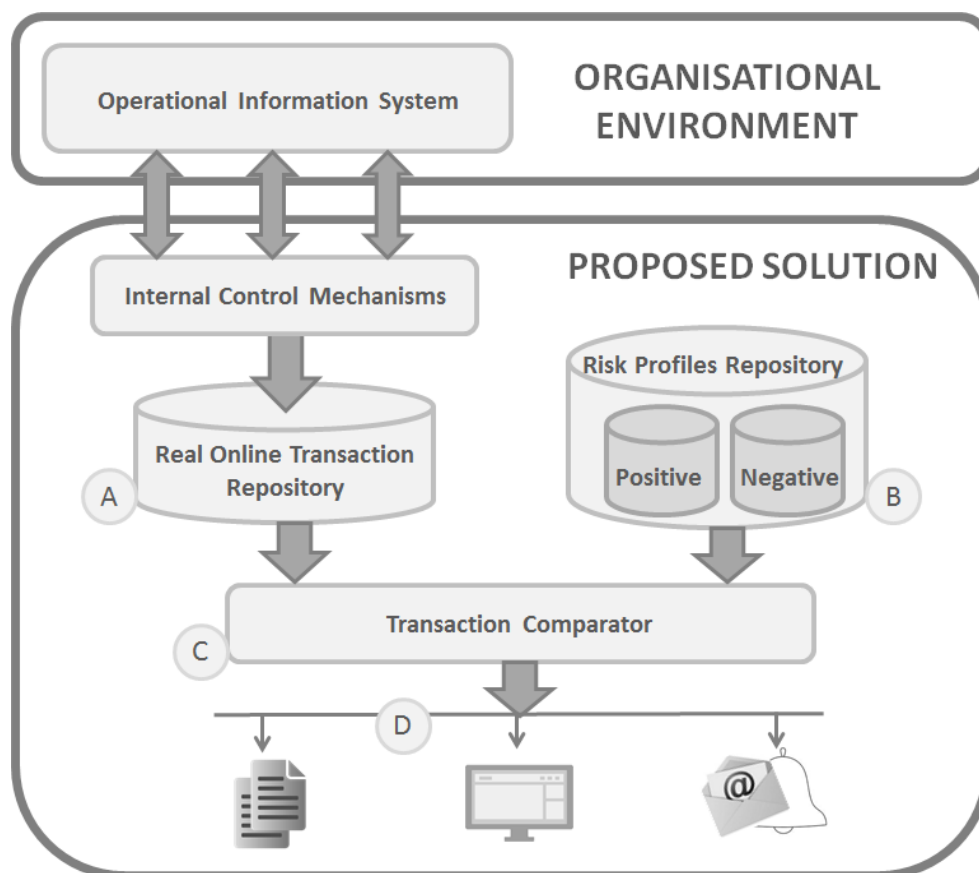 Operational Information System
ORGANISATIONAL
ENVIRONMENT
PROPOSED SOLUTION
Internal Control Mechanisms
Risk Profiles Repository
Real Online Transaction
Repository
Positive
Negative
A
B
Transaction Comparator
C
D
@